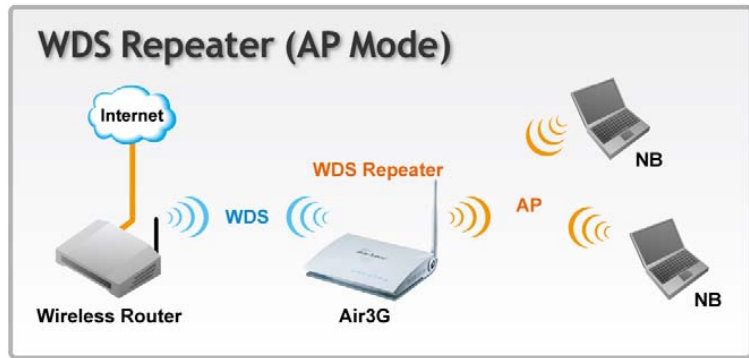 WDS Repeater (AP Mode)
Internet
WDS Repeater
NB
WDS
AP
Wireless Router
Air3G
NB